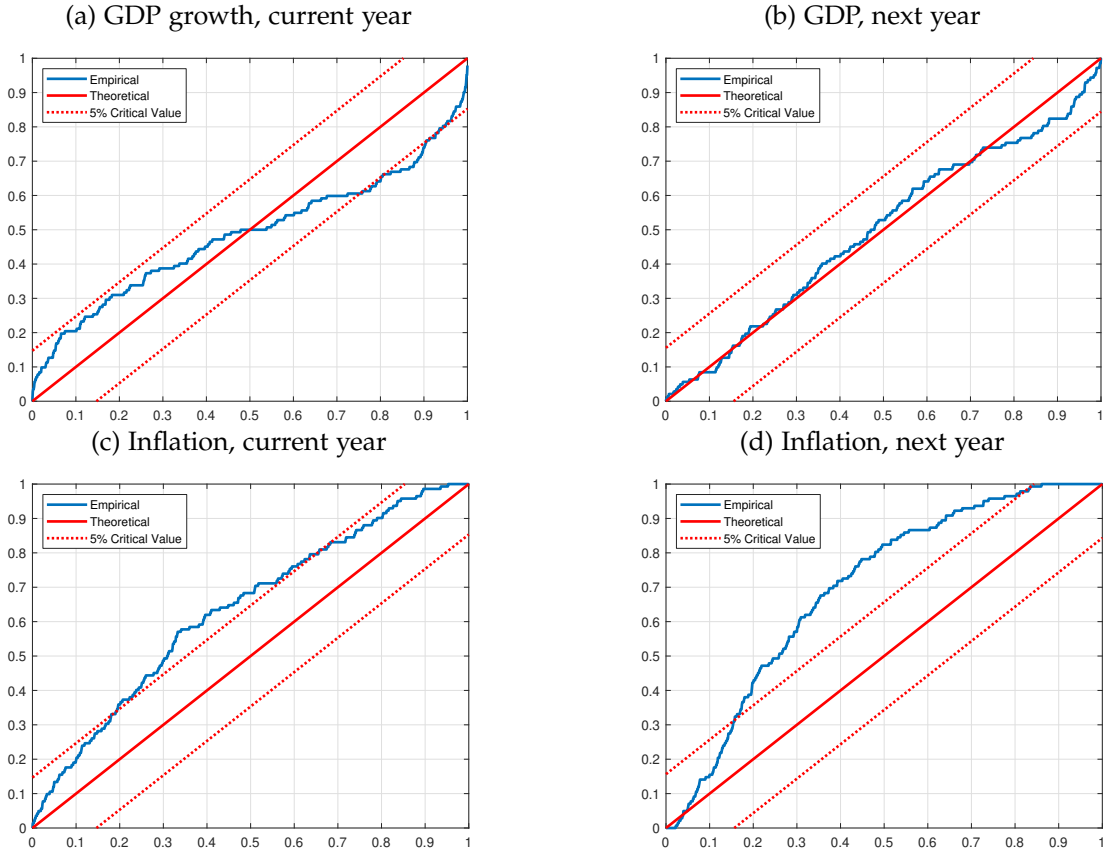 (a) GDP growth, current year
(b) GDP, next year
1
0.9
0.8
0.7
0.6
0.5
0.4
0.3
0.2
0.1
0
Empirical
Theoretical
5% Critical Value
0 0.1 0.2 0.3 0.4 0.5 0.6 0.7 0.8 0.9 1
1
0.9
0.8
0.7
0.6
0.5
0.4
0.3
0.2
0.1
0
Empirical
Theoretical
5% Critical Value
0 0.1 0.2 0.3 0.4 0.5 0.6 0.7 0.8 0.9 1
(c) Inflation, current year
(d) Inflation, next year
1
0.9
0.8
0.7
0.6
0.5
0.4
0.3
0.2
0.1
0
Empirical
Theoretical
5% Critical Value
0 0.1 0.2 0.3 0.4 0.5 0.6 0.7 0.8 0.9 1
1
0.9
0.8
0.7
0.6
0.5
0.4
0.3
0.2
0.1
0
Empirical
Theoretical
5% Critical Value
0 0.1 0.2 0.3 0.4 0.5 0.6 0.7 0.8 0.9 1